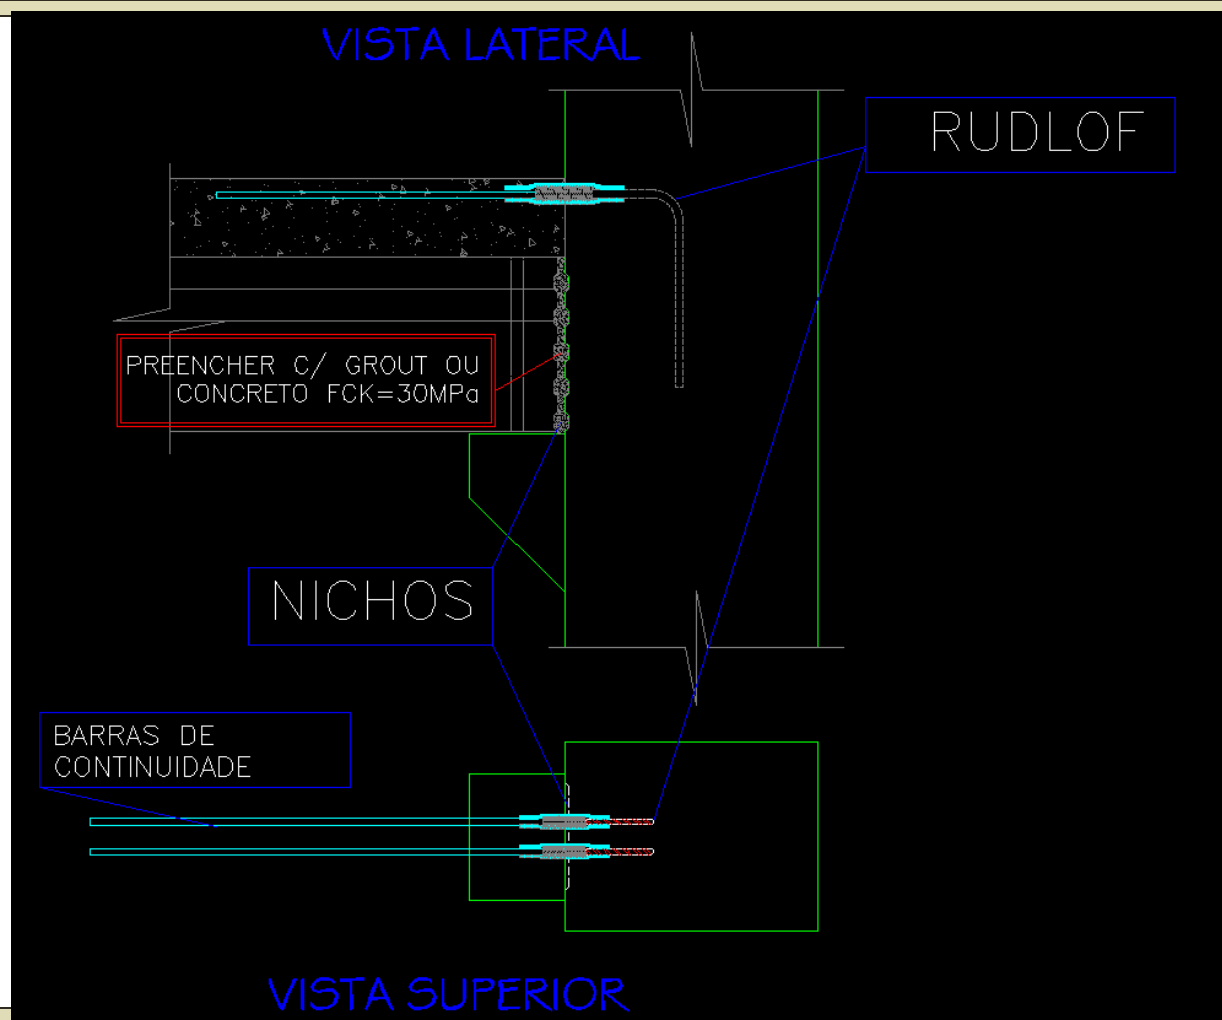 VISTA LATERAL
RUDLOF
PREENCHER C/ GROUT OU
CONCRETO FCK=30MPa
NICHOS
BARRAS DE
CONTINUIDADE
VISTA SUPERIOR